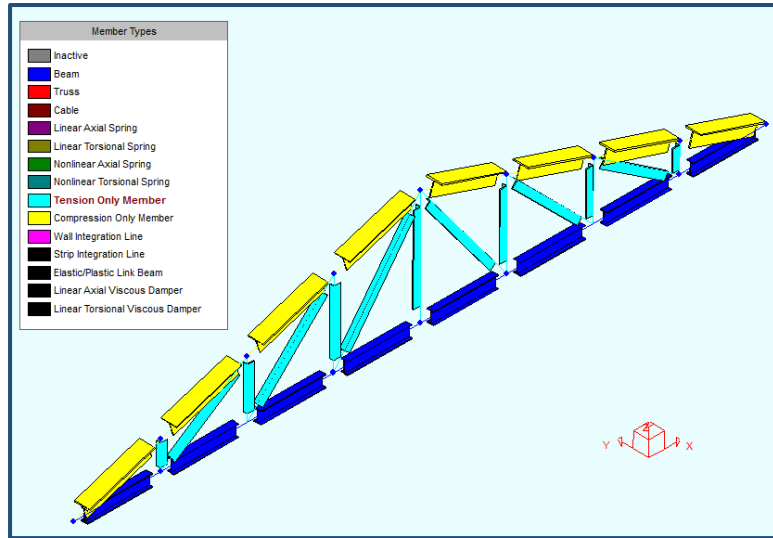 Member Types
Inactive
Beam
Truss
Cable
Linear Axial Spring
Linear Torsional Spring
Nonlinear Axial Spring
Nonlinear Torsional Spring
Tension Only Member
Compression Only Member
Wall Integration Line
Strip Integration Line
Elastic/Plastic Link Beam
Linear Axial Viscous Damper
Linear Torsional Viscous Damper
Z
Y X